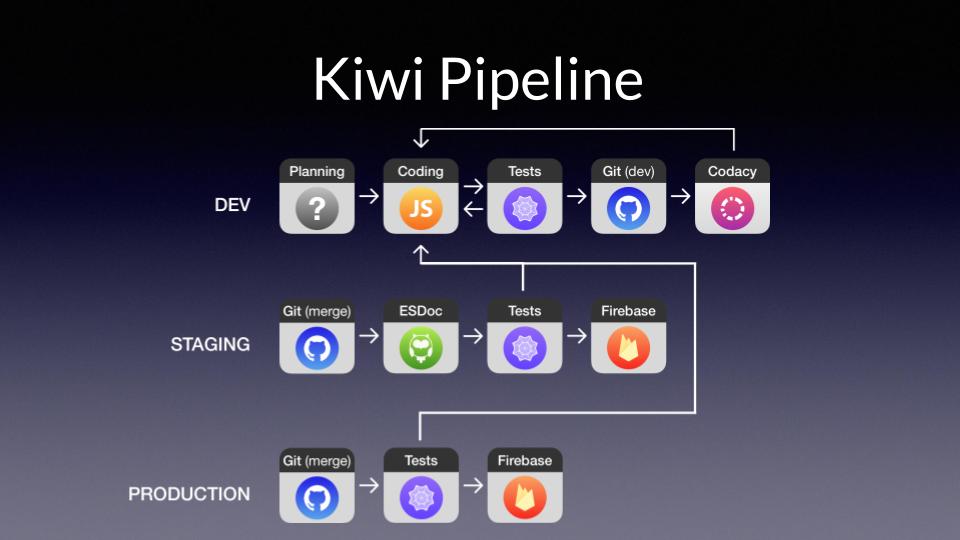 Kiwi Pipeline
DEV
Planning
?
Coding
JS
Tests
Git (dev)
Codacy
STAGING
Git (merge)
ESDoc
Tests
Firebase
PRODUCTION
Git (merge)
Tests
Firebase